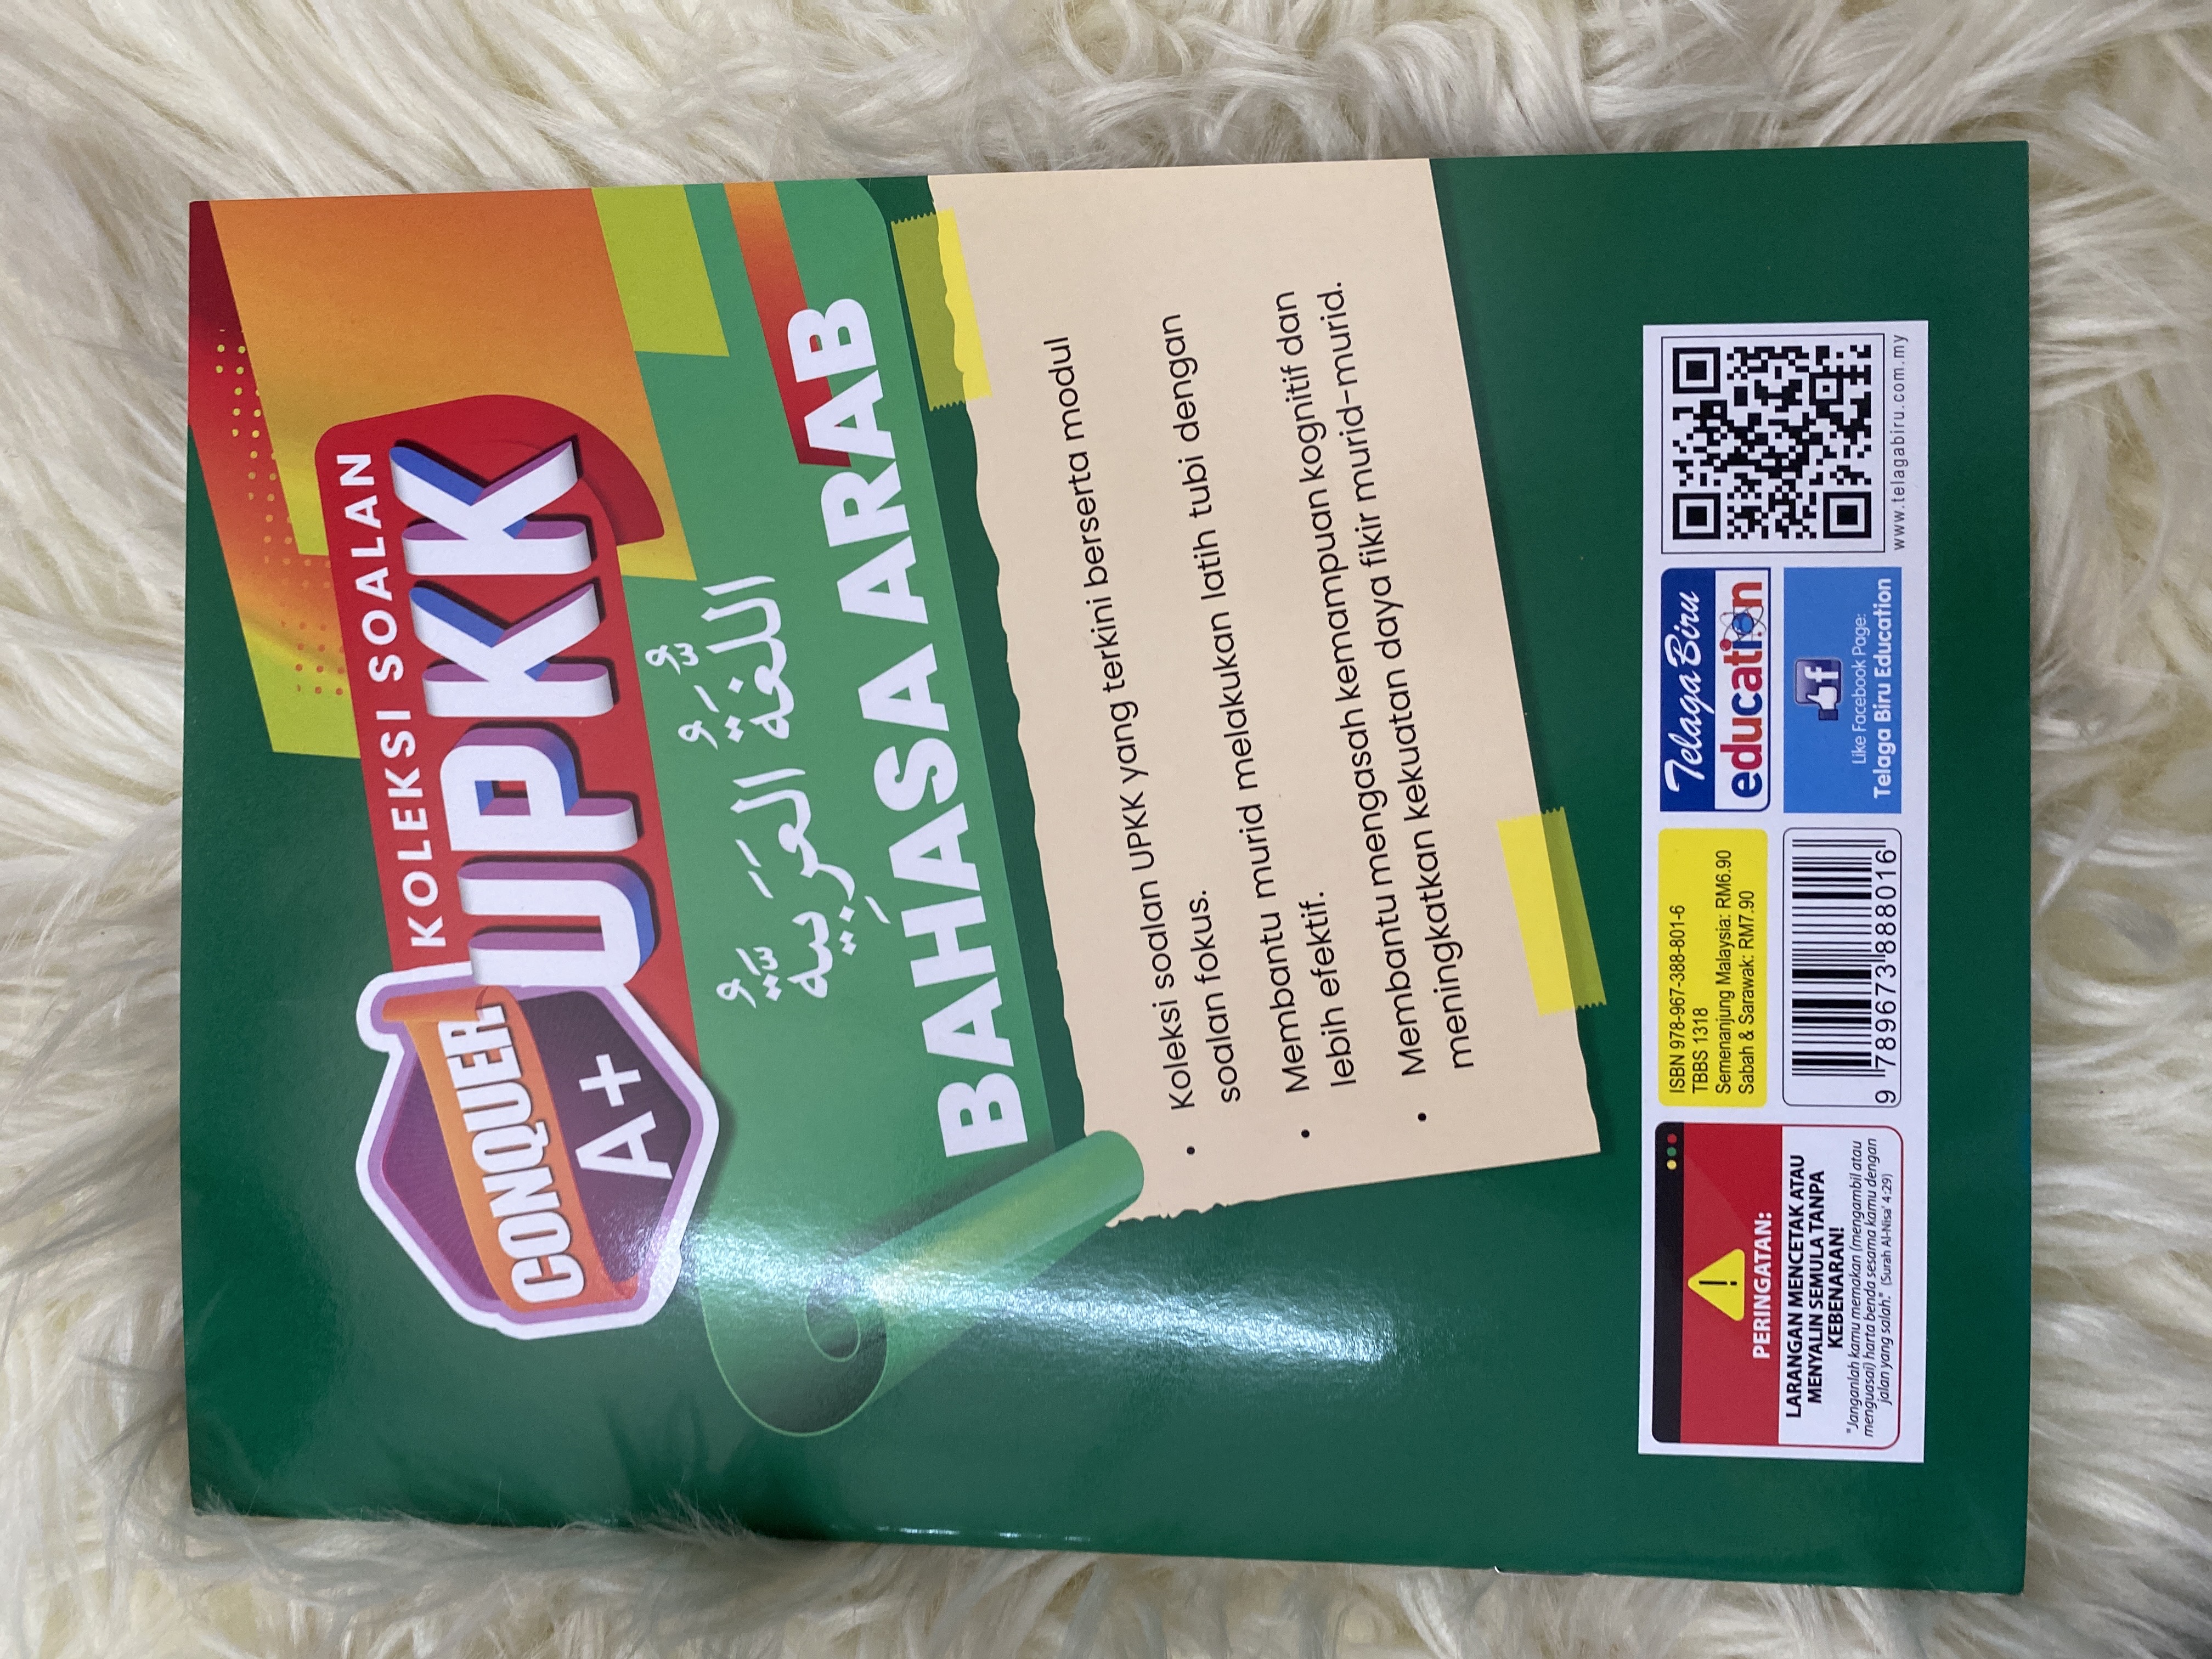 KOLEKSI SOALAN
CONQUER
A+
UPKK
اللُّغَةُ العَرَبِيَّةُ
BAHASA ARAB
• Koleksi soalan UPKK yang terkini berserta modul
soalan fokus.
• Membantu murid melakukan latih tubi dengan
lebih efektif.
• Membantu mengasah kemampuan kognitif dan
meningkatkan kekuatan daya fikir murid-murid.
PERINGATAN:
LARANGAN MENCETAK ATAU
MENYALIN SEMULA TANPA
KEBENARAN!
"Janganlah kamu memakan (mengambil atau
menguasai) harta benda sesama kamu dengan
jalan yang salah." (Surah Al-Nisa' 4:29)
ISBN 978-967-388-801-6
TBBS 1318
Semenanjung Malaysia: RM6.90
Sabah & Sarawak: RM7.90
9 789673 888016
Telaga Biru
education
f
Like Facebook Page:
Telaga Biru Education
www.telagabiru.com.my